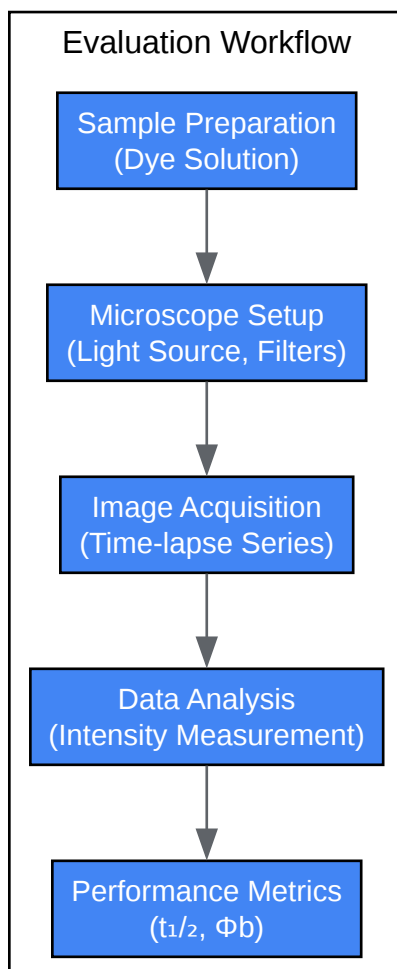 Evaluation Workflow
Sample Preparation
(Dye Solution)
Microscope Setup
(Light Source, Filters)
Image Acquisition
(Time-lapse Series)
Data Analysis
(Intensity Measurement)
Performance Metrics
(t₁/₂, Φb)